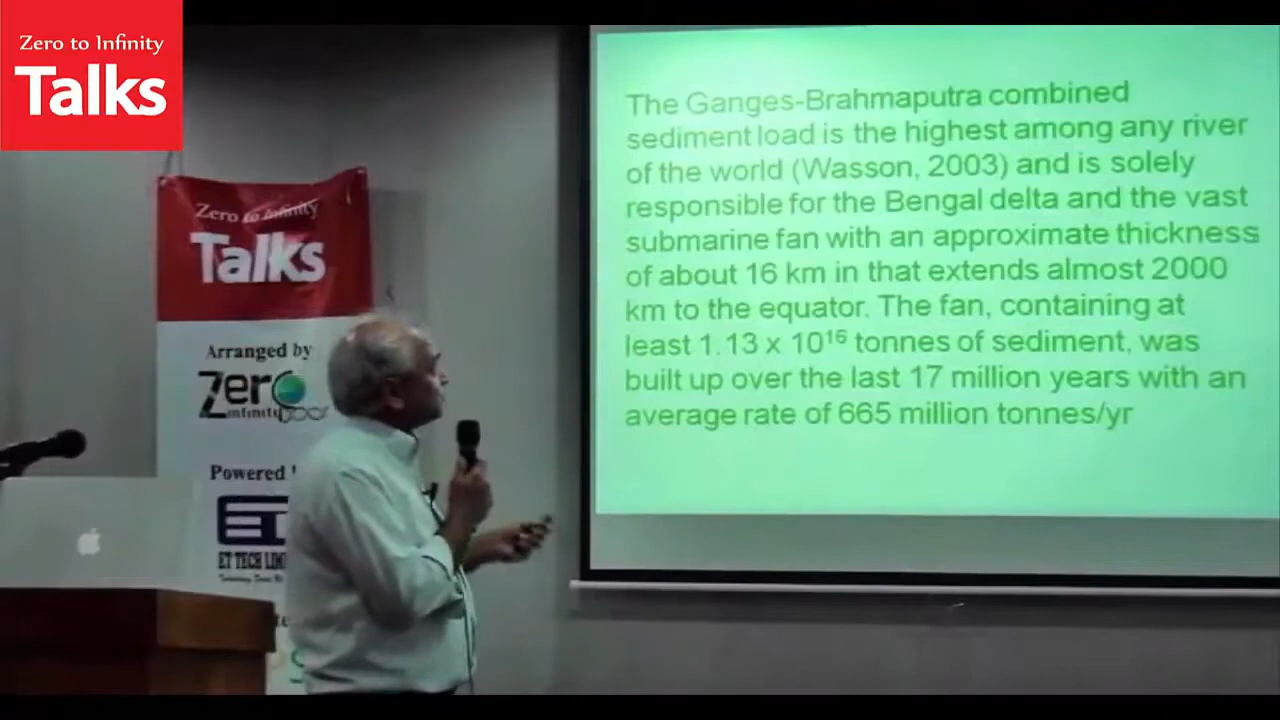 Zero to Infinity
Talks
Zero to Infinity
Talks
Arranged by
Zero
infinity
Powered
ET TECH
The Ganges-Brahmaputra combined
sediment load is the highest among any river
of the world (Wasson, 2003) and is solely
responsible for the Bengal delta and the vast
submarine fan with an approximate thickness
of about 16 km in that extends almost 2000
km to the equator. The fan, containing at
least 1.13 x 10¹⁶ tonnes of sediment, was
built up over the last 17 million years with an
average rate of 665 million tonnes/yr